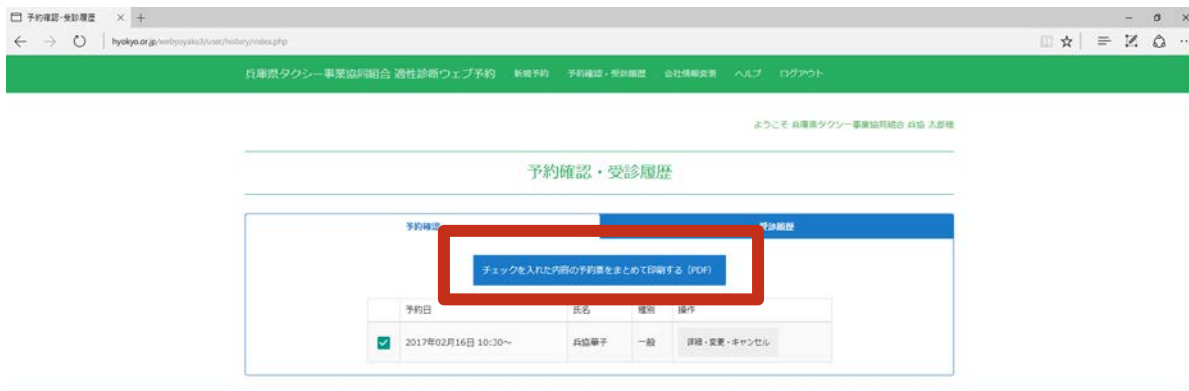 予約確認・受診履歴
hyokyo.or.jp/webyoyaku3/user/history/index.php
兵庫県タクシー事業協同組合 適性診断ウェブ予約 新規予約 予約確認・受診履歴 会社情報変更 ヘルプ ログアウト
ようこそ 兵庫県タクシー事業協同組合 兵協 太郎様
予約確認・受診履歴
予約確認 受診履歴
チェックを入れた内容の予約票をまとめて印刷する（PDF）
予約日 氏名 種別 操作
2017年02月16日 10:30～ 兵協華子 一般 詳細・変更・キャンセル